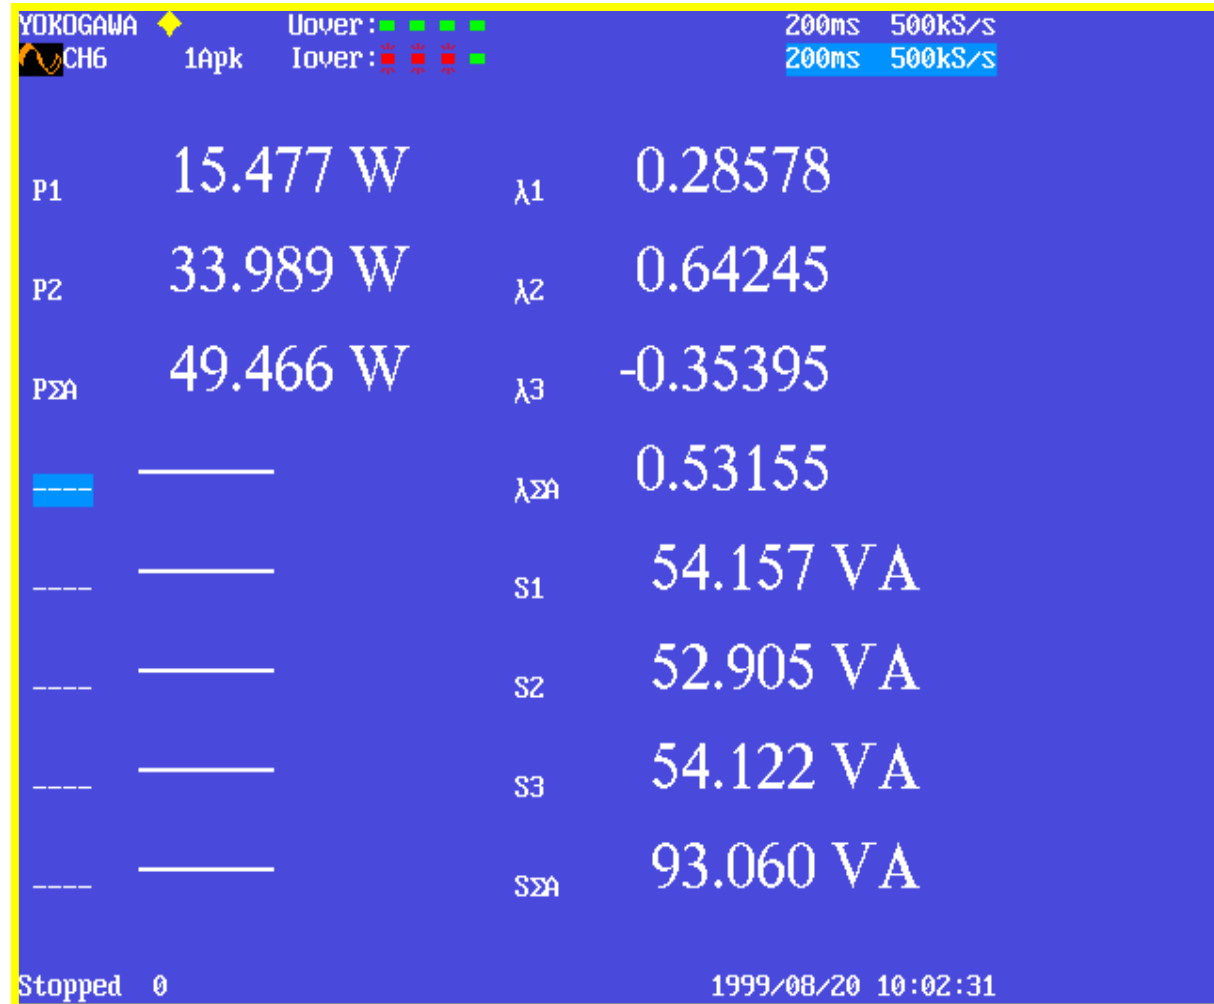 YOKOGAWA Uover: 200ms 500kS/s
CH6 1Apk Iover: 200ms 500kS/s
P1 15.477 W λ1 0.28578
P2 33.989 W λ2 0.64245
PΣA 49.466 W λ3 -0.35395
---- λΣA 0.53155
---- S1 54.157 VA
---- S2 52.905 VA
---- S3 54.122 VA
---- SΣA 93.060 VA
Stopped 0 1999/08/20 10:02:31